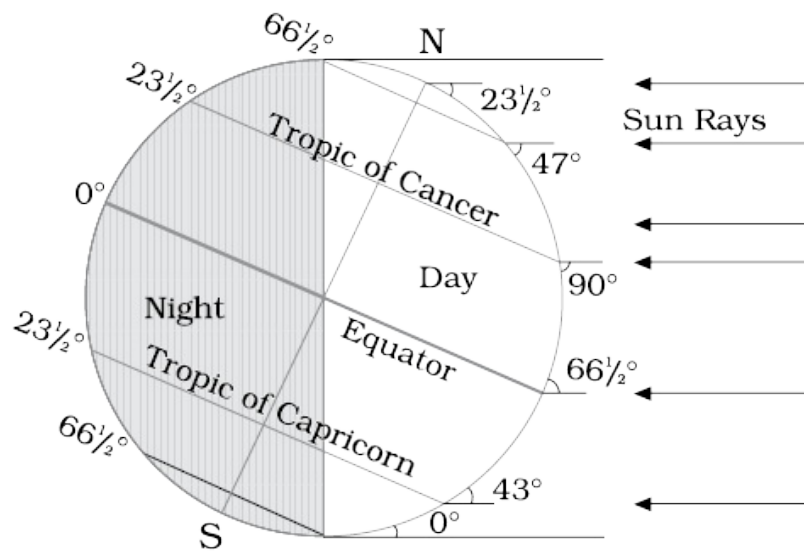 66½°
N
23½°
23½°
Sun Rays
Tropic of Cancer
47°
0°
Day
90°
Night
Equator
23½°
66½°
Tropic of Capricorn
66½°
43°
0°
S